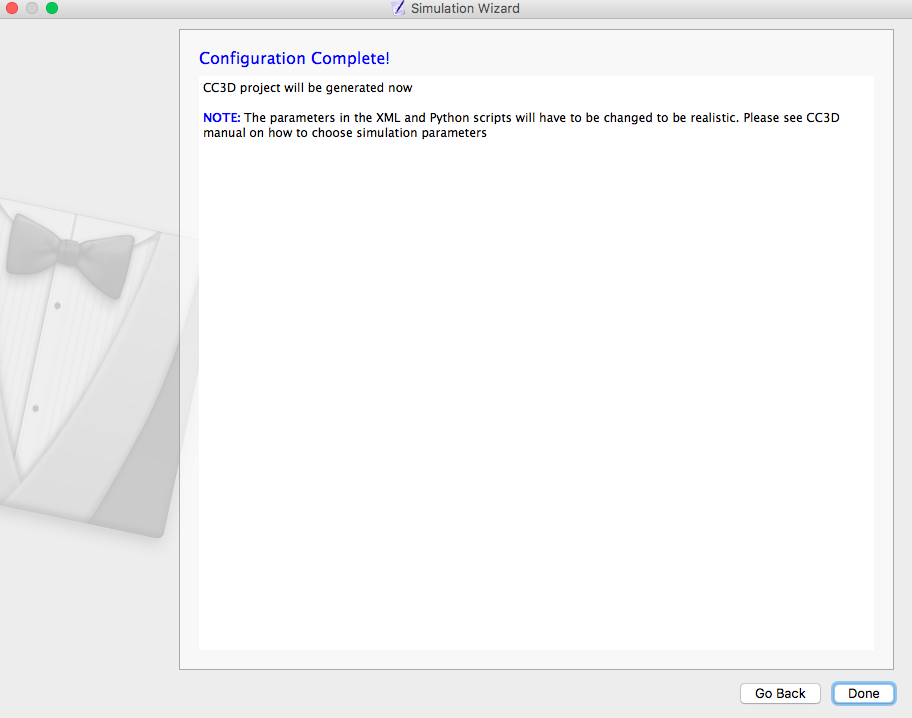 Simulation Wizard
Configuration Complete!
CC3D project will be generated now
NOTE: The parameters in the XML and Python scripts will have to be changed to be realistic. Please see CC3D
manual on how to choose simulation parameters
Go Back
Done